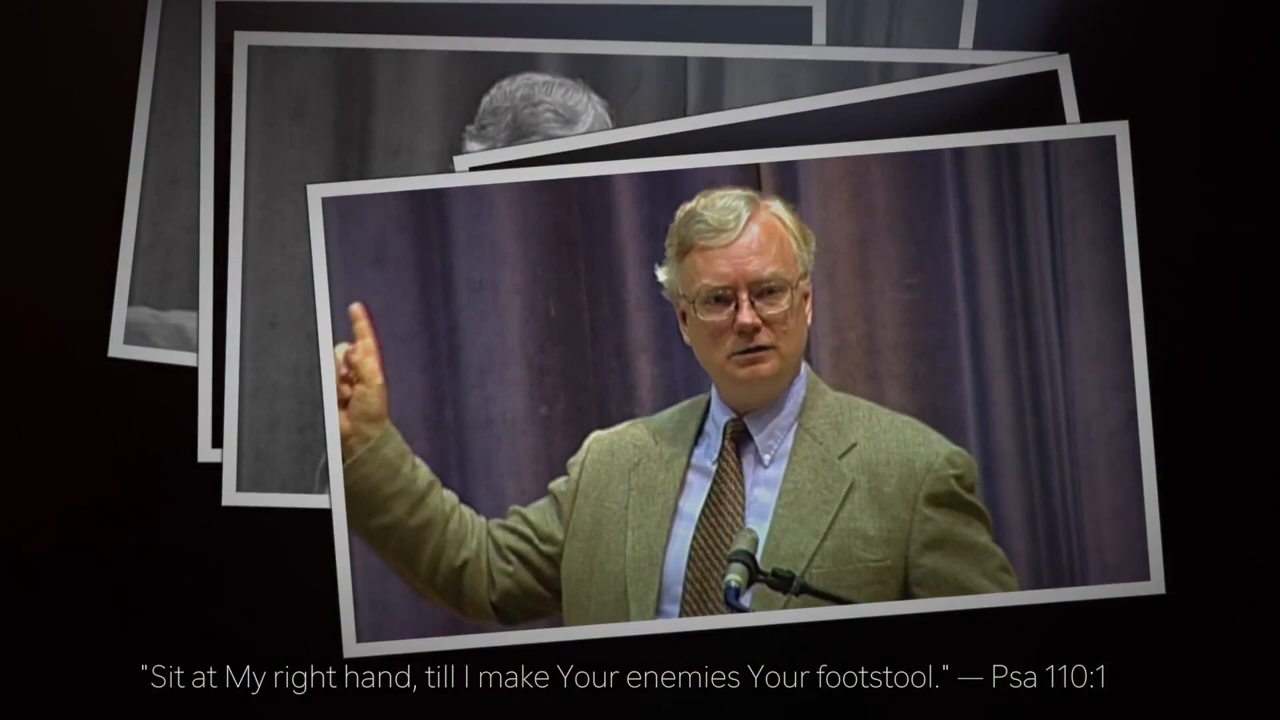 "Sit at My right hand, till I make Your enemies Your footstool." — Psa 110:1